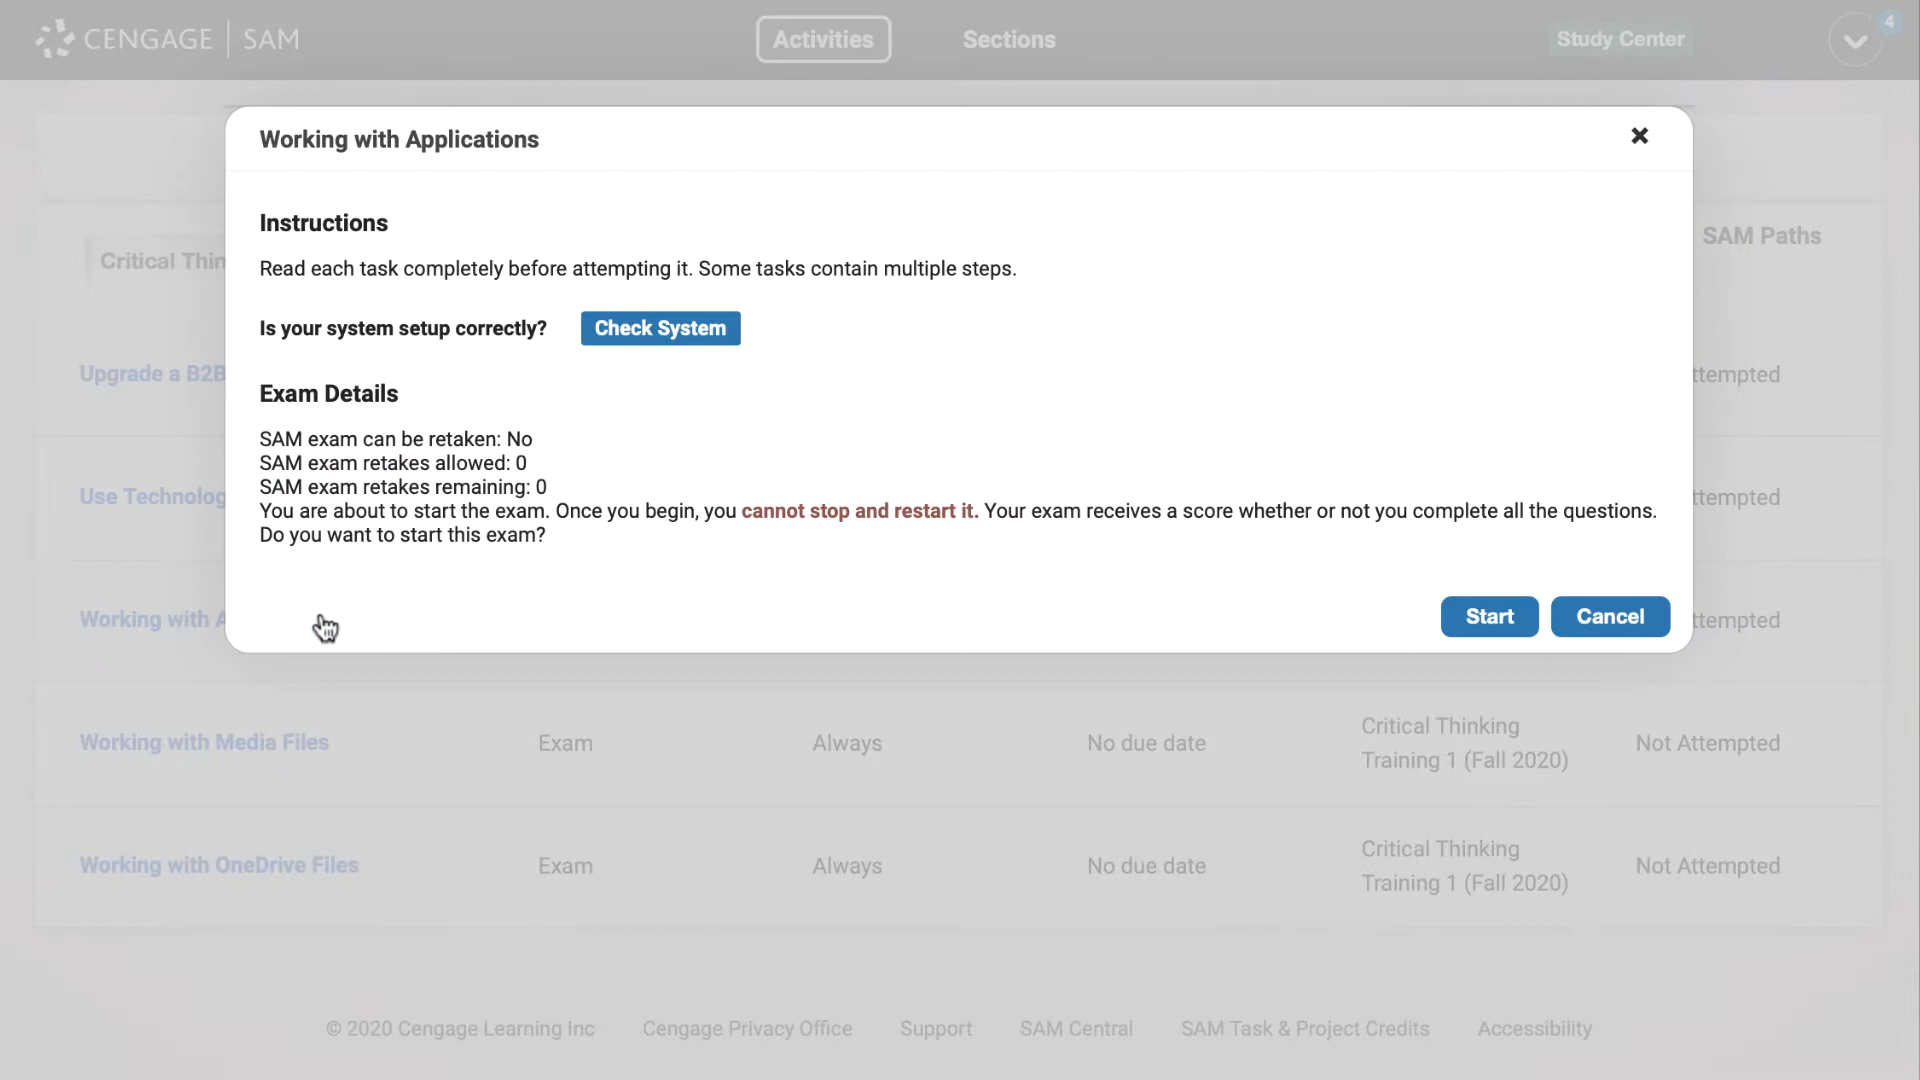 CENGAGE | SAM
Activities
Sections
Study Center
4
Working with Applications
Instructions
Read each task completely before attempting it. Some tasks contain multiple steps.
Is your system setup correctly?
Check System
Exam Details
SAM exam can be retaken: No
SAM exam retakes allowed: 0
SAM exam retakes remaining: 0
You are about to start the exam. Once you begin, you cannot stop and restart it. Your exam receives a score whether or not you complete all the questions.
Do you want to start this exam?
Start
Cancel
SAM Paths
Critical Thin
Upgrade a B2B
ttempted
Use Technolog
ttempted
Working with A
ttempted
Working with Media Files
Exam
Always
No due date
Critical Thinking
Training 1 (Fall 2020)
Not Attempted
Working with OneDrive Files
Exam
Always
No due date
Critical Thinking
Training 1 (Fall 2020)
Not Attempted
© 2020 Cengage Learning Inc
Cengage Privacy Office
Support
SAM Central
SAM Task & Project Credits
Accessibility